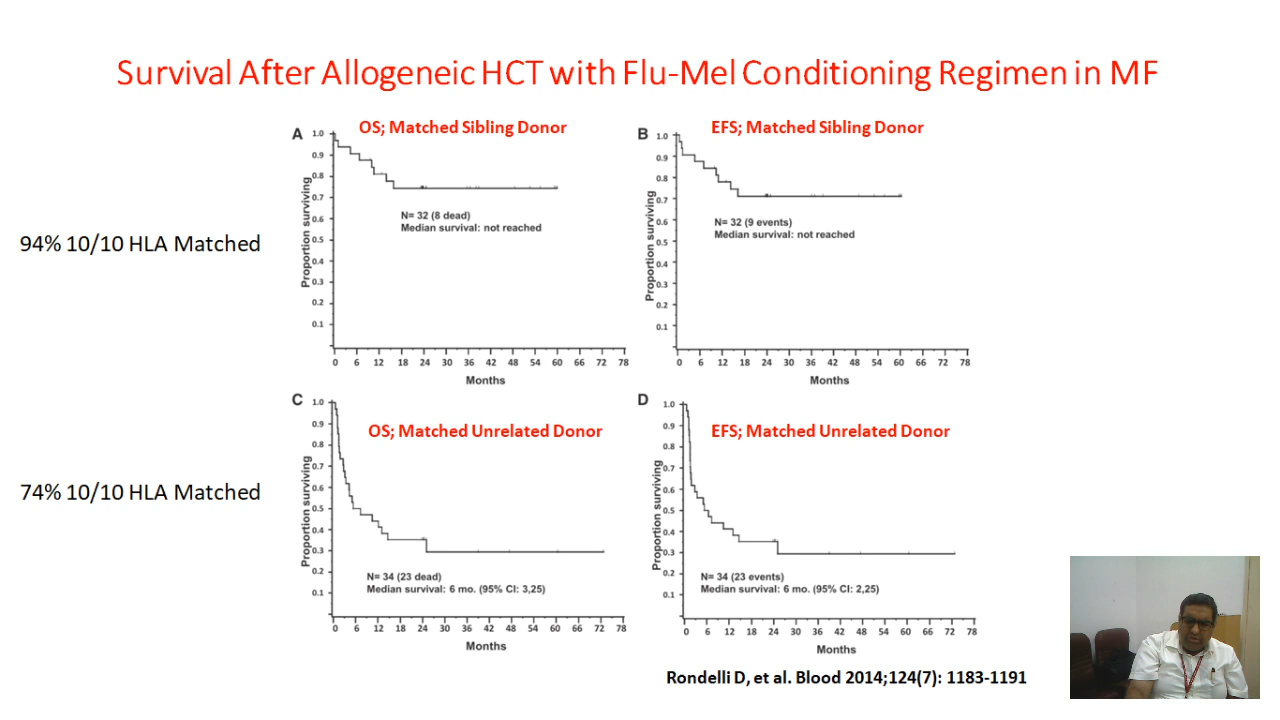 Survival After Allogeneic HCT with Flu-Mel Conditioning Regimen in MF
94% 10/10 HLA Matched
A
OS; Matched Sibling Donor
1.0
0.9
0.8
0.7
0.6
0.5
0.4
0.3
0.2
0.1
Proportion surviving
N= 32 (8 dead)
Median survival: not reached
0 6 12 18 24 30 36 42 48 54 60 66 72 78
Months
B
EFS; Matched Sibling Donor
1.0
0.9
0.8
0.7
0.6
0.5
0.4
0.3
0.2
0.1
Proportion surviving
N= 32 (9 events)
Median survival: not reached
0 6 12 18 24 30 36 42 48 54 60 66 72 78
Months
74% 10/10 HLA Matched
C
OS; Matched Unrelated Donor
1.0
0.9
0.8
0.7
0.6
0.5
0.4
0.3
0.2
0.1
Proportion surviving
N= 34 (23 dead)
Median survival: 6 mo. (95% CI: 3,25)
0 6 12 18 24 30 36 42 48 54 60 66 72 78
Months
D
EFS; Matched Unrelated Donor
1.0
0.9
0.8
0.7
0.6
0.5
0.4
0.3
0.2
0.1
Proportion surviving
N= 34 (23 events)
Median survival: 6 mo. (95% CI: 2,25)
0 6 12 18 24 30 36 42 48 54 60 66 72 78
Months
Rondelli D, et al. Blood 2014;124(7): 1183-1191